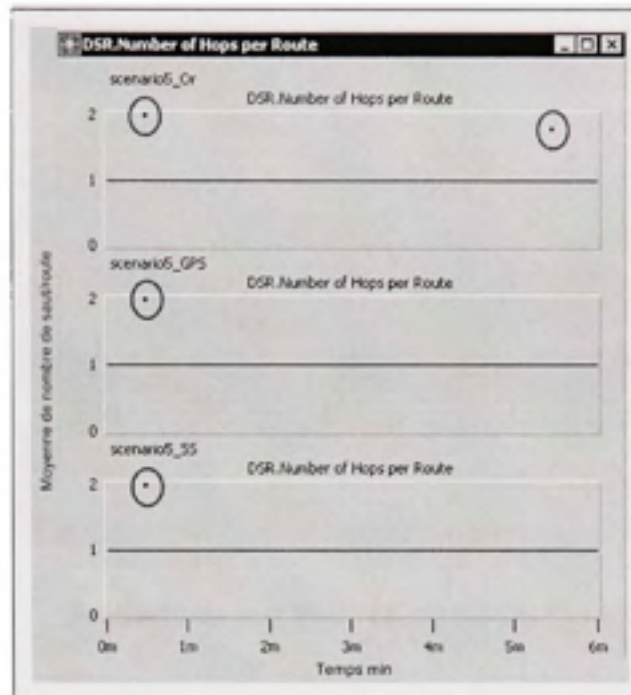 DSR.Number of Hops per Route
scenario5_Or
DSR.Number of Hops per Route
2
1
0
scenario5_GPS
DSR.Number of Hops per Route
2
1
0
scenario5_SS
DSR.Number of Hops per Route
2
1
0
Moyenne de nombre de saut/route
0m 1m 2m 3m 4m 5m 6m
Temps min